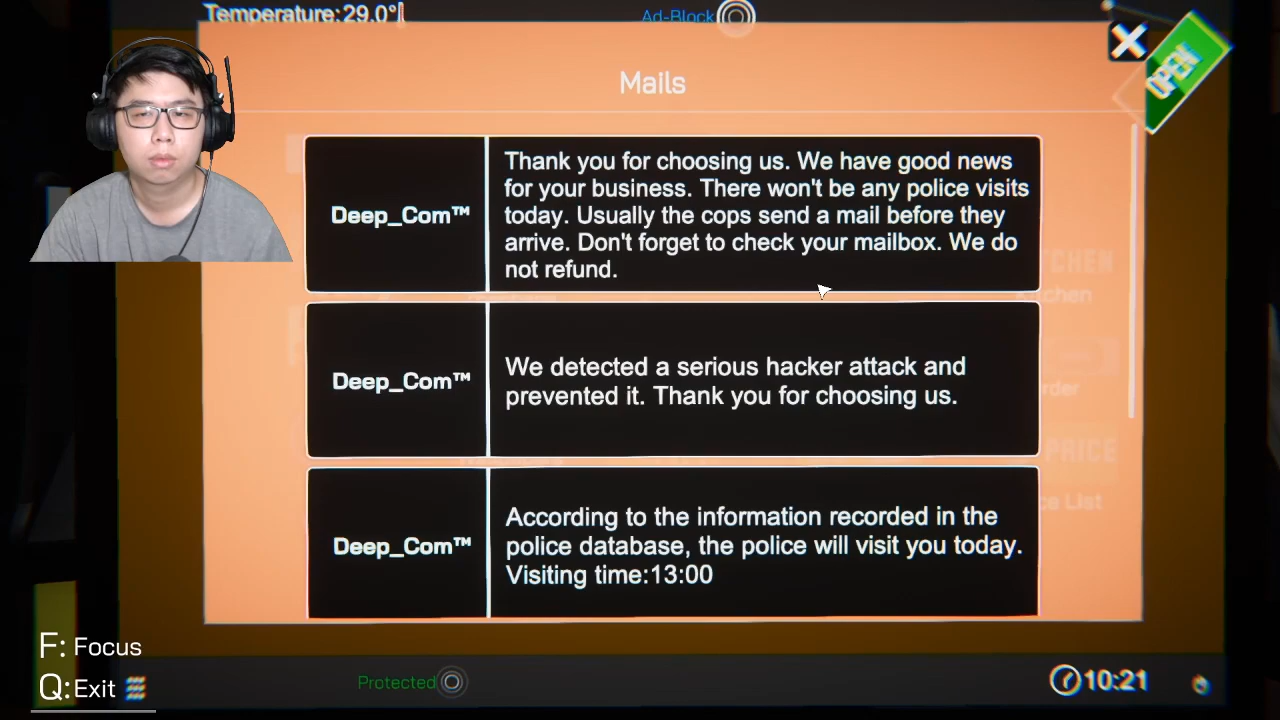 Temperature:29.0°
Ad-Block
OPEN
Mails
Deep_Com™
Thank you for choosing us. We have good news
for your business. There won't be any police visits
today. Usually the cops send a mail before they
arrive. Don't forget to check your mailbox. We do
not refund.
Kitchen
Deep_Com™
We detected a serious hacker attack and
prevented it. Thank you for choosing us.
PRICE
Deep_Com™
According to the information recorded in the
police database, the police will visit you today.
Visiting time:13:00
List
F: Focus
Q:Exit
Protected
10:21